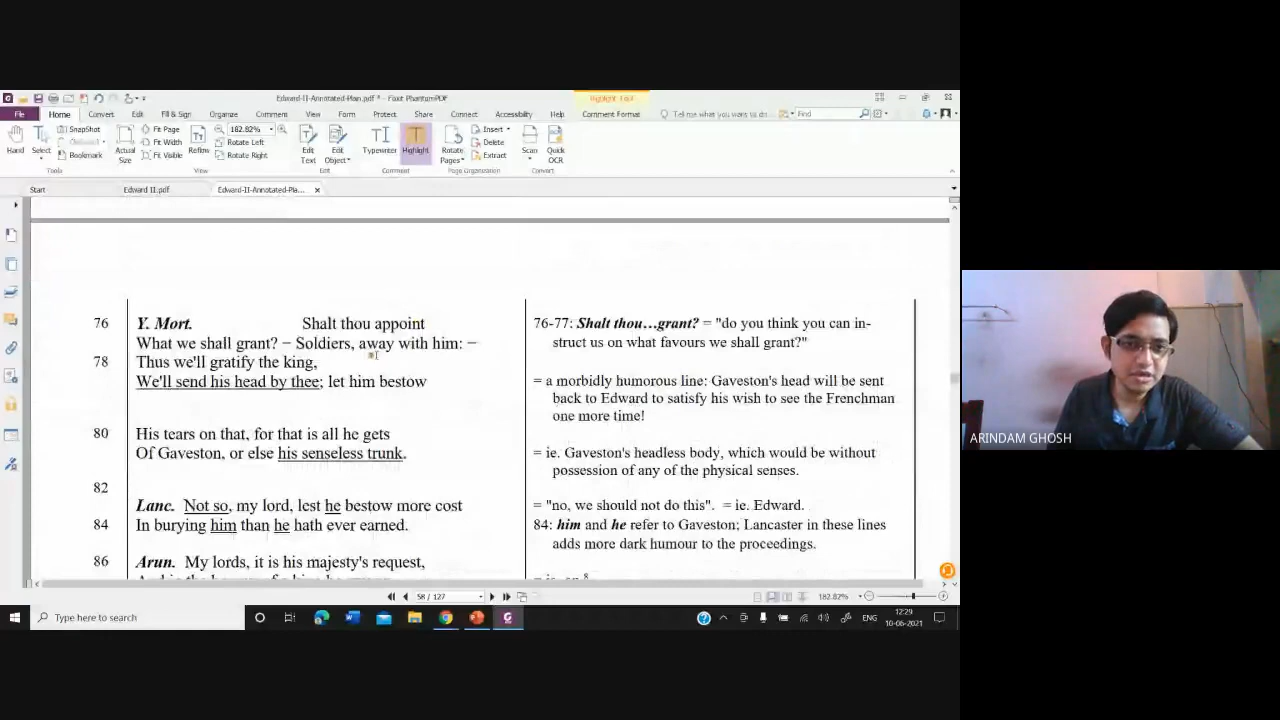 Edward-II-Annotated-Plan.pdf * - Foxit PhantomPDF
Highlight Tool
File Home Convert Edit Fill & Sign Organize Comment View Form Protect Share Connect Accessibility Help Comment Format Tell me what you want to do... Find
SnapShot
Bookmark
Hand Select
Actual Size
Fit Page
Fit Width
Fit Visible
Reflow
182.82%
Rotate Left
Rotate Right
Edit Text
Edit Object
Typewriter
Highlight
Rotate Pages
Insert
Delete
Extract
Scan
Quick OCR
Tools View Edit Comment Page Organization Convert
Start Edward II.pdf Edward-II-Annotated-Pla...
76 Y. Mort. Shalt thou appoint
What we shall grant? − Soldiers, away with him: −
78 Thus we'll gratify the king,
We'll send his head by thee; let him bestow
80 His tears on that, for that is all he gets
Of Gaveston, or else his senseless trunk.
82
Lanc. Not so, my lord, lest he bestow more cost
84 In burying him than he hath ever earned.
86 Arun. My lords, it is his majesty's request,
76-77: Shalt thou…grant? = "do you think you can in-
struct us on what favours we shall grant?"
= a morbidly humorous line: Gaveston's head will be sent
back to Edward to satisfy his wish to see the Frenchman
one more time!
= ie. Gaveston's headless body, which would be without
possession of any of the physical senses.
= "no, we should not do this". = ie. Edward.
84: him and he refer to Gaveston; Lancaster in these lines
adds more dark humour to the proceedings.
58 / 127
182.82%
Type here to search
ENG
12:29
10-06-2021
ARINDAM GHOSH